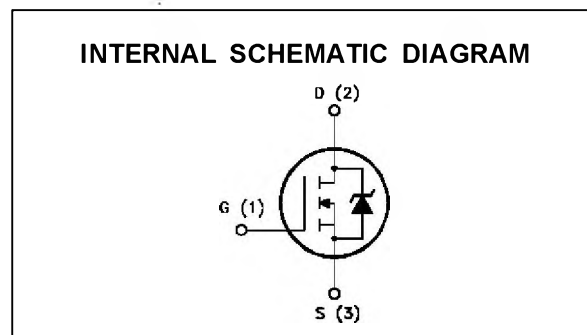 INTERNAL SCHEMATIC DIAGRAM
D (2)
G (1)
S (3)